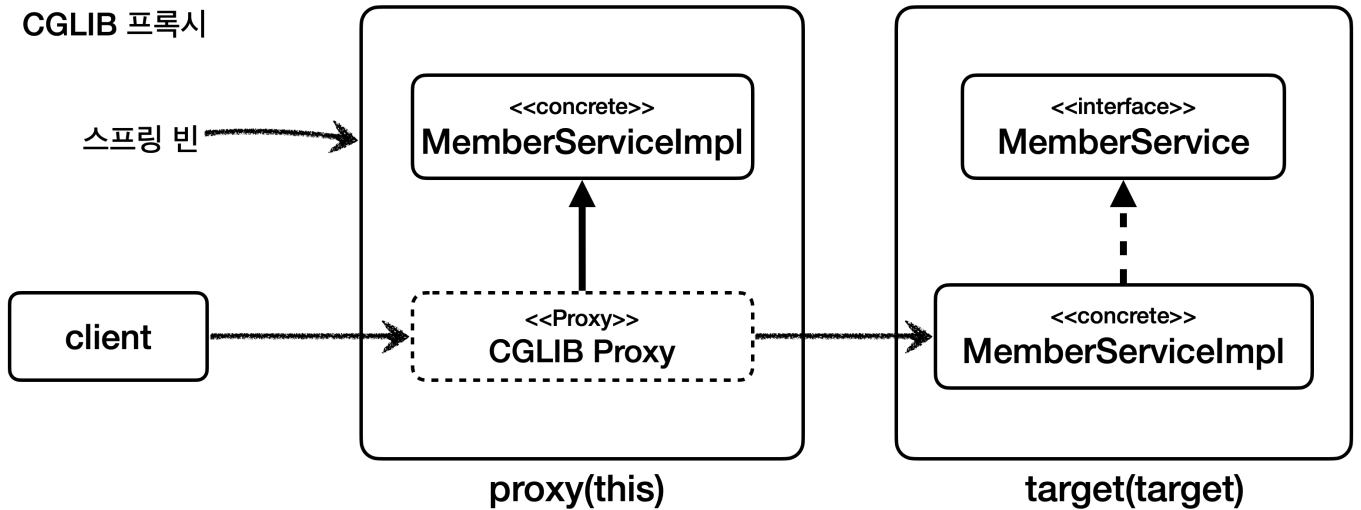 CGLIB 프록시
스프링 빈
<<concrete>>
MemberServiceImpl
<<interface>>
MemberService
client
<<Proxy>>
CGLIB Proxy
<<concrete>>
MemberServiceImpl
proxy(this)
target(target)